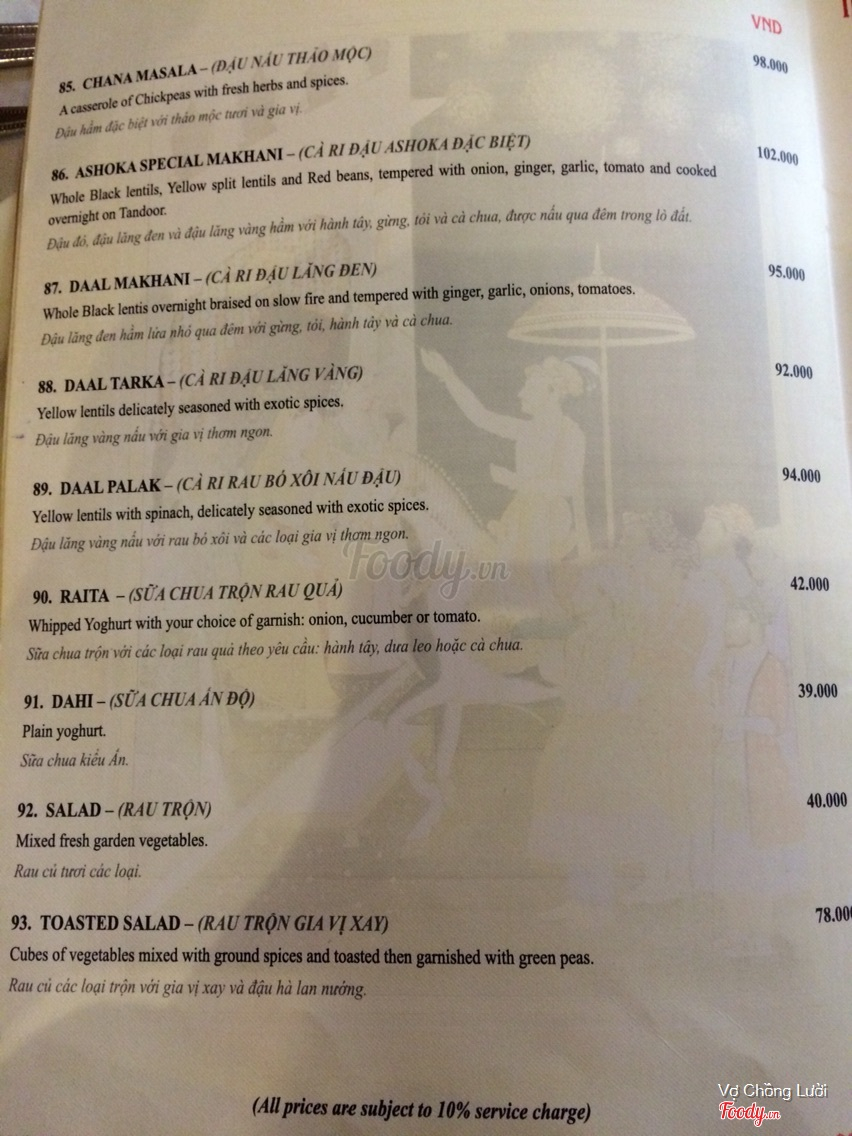 VND
85. CHANA MASALA – (ĐẬU NẤU THẢO MỘC) 98.000
A casserole of Chickpeas with fresh herbs and spices.
Đậu hầm đặc biệt với thảo mộc tươi và gia vị.
86. ASHOKA SPECIAL MAKHANI – (CÀ RI ĐẬU ASHOKA ĐẶC BIỆT) 102.000
Whole Black lentils, Yellow split lentils and Red beans, tempered with onion, ginger, garlic, tomato and cooked
overnight on Tandoor.
Đậu đỏ, đậu lăng đen và đậu lăng vàng hầm với hành tây, gừng, tỏi và cà chua, được nấu qua đêm trong lò đất.
87. DAAL MAKHANI – (CÀ RI ĐẬU LĂNG ĐEN) 95.000
Whole Black lentis overnight braised on slow fire and tempered with ginger, garlic, onions, tomatoes.
Đậu lăng đen hầm lửa nhỏ qua đêm với gừng, tỏi, hành tây và cà chua.
88. DAAL TARKA – (CÀ RI ĐẬU LĂNG VÀNG) 92.000
Yellow lentils delicately seasoned with exotic spices.
Đậu lăng vàng nấu với gia vị thơm ngon.
89. DAAL PALAK – (CÀ RI RAU BÓ XÔI NẤU ĐẬU) 94.000
Yellow lentils with spinach, delicately seasoned with exotic spices.
Đậu lăng vàng nấu với rau bó xôi và các loại gia vị thơm ngon.
Foody.vn
90. RAITA – (SỮA CHUA TRỘN RAU QUẢ) 42.000
Whipped Yoghurt with your choice of garnish: onion, cucumber or tomato.
Sữa chua trộn với các loại rau quả theo yêu cầu: hành tây, dưa leo hoặc cà chua.
91. DAHI – (SỮA CHUA ẤN ĐỘ) 39.000
Plain yoghurt.
Sữa chua kiểu Ấn.
92. SALAD – (RAU TRỘN) 40.000
Mixed fresh garden vegetables.
Rau củ tươi các loại.
93. TOASTED SALAD – (RAU TRỘN GIA VỊ XAY) 78.000
Cubes of vegetables mixed with ground spices and toasted then garnished with green peas.
Rau củ các loại trộn với gia vị xay và đậu hà lan nướng.
(All prices are subject to 10% service charge)
Vợ Chồng Lười
Foody.vn